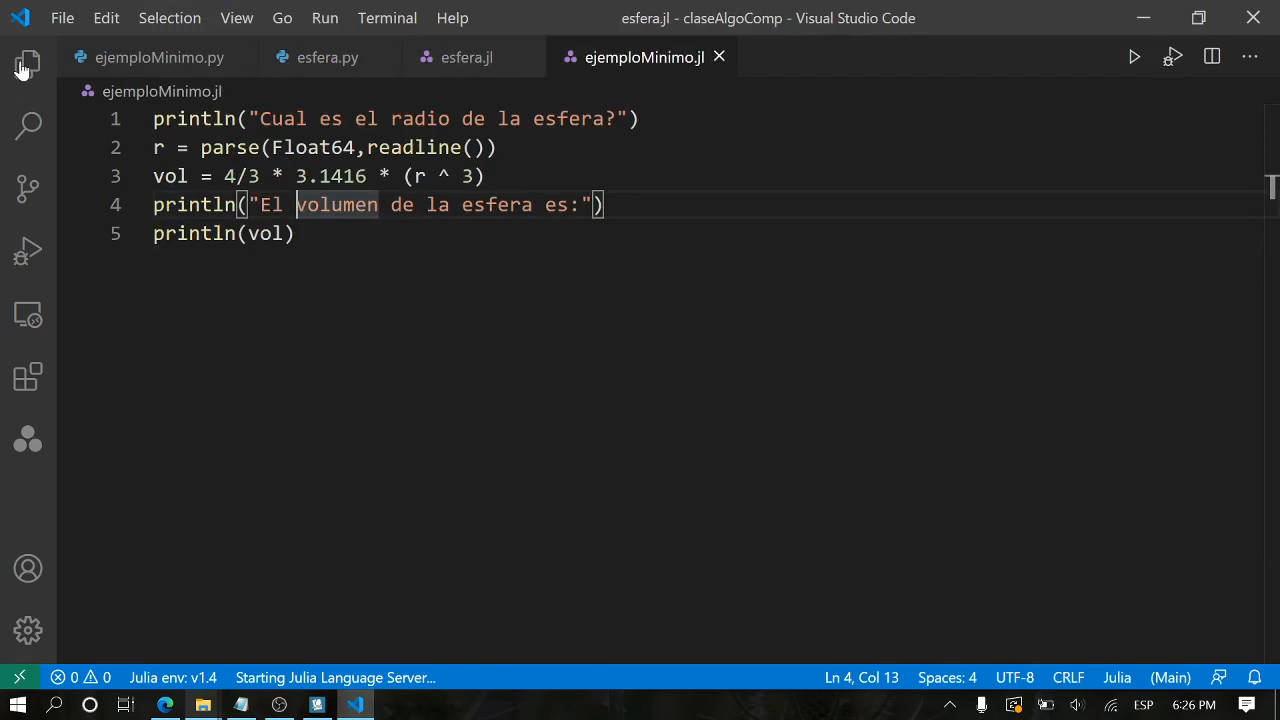 File Edit Selection View Go Run Terminal Help esfera.jl - claseAlgoComp - Visual Studio Code
ejemploMinimo.py esfera.py esfera.jl ejemploMinimo.jl
ejemploMinimo.jl
1 println("Cual es el radio de la esfera?")
2 r = parse(Float64,readline())
3 vol = 4/3 * 3.1416 * (r ^ 3)
4 println("El volumen de la esfera es:")
5 println(vol)
0 0 Julia env: v1.4 Starting Julia Language Server... Ln 4, Col 13 Spaces: 4 UTF-8 CRLF Julia (Main)
ESP 6:26 PM